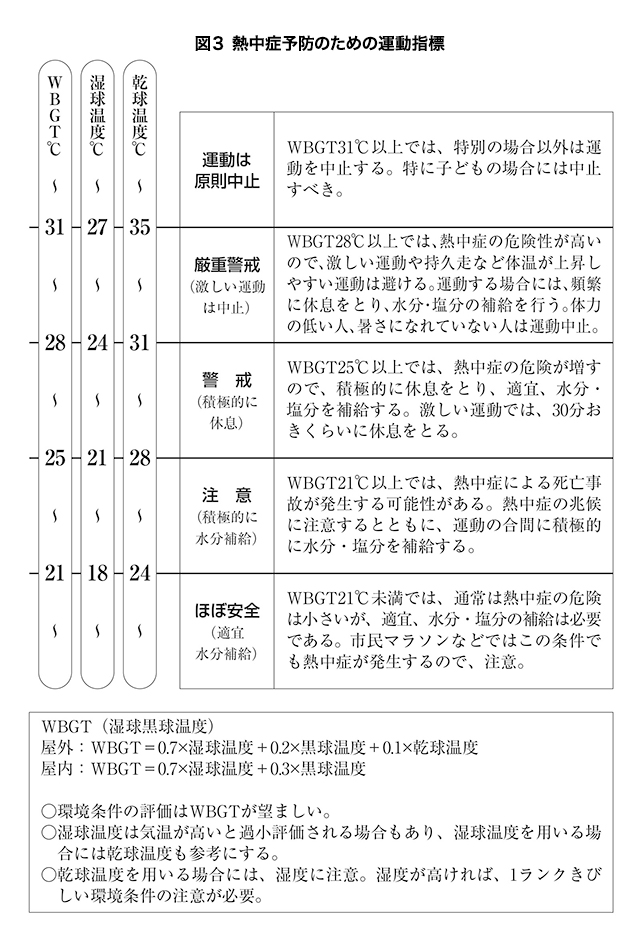 図3 熱中症予防のための運動指標
WBGT℃
湿球温度℃
乾球温度℃
運動は
原則中止
WBGT31℃以上では、特別の場合以外は運
動を中止する。特に子どもの場合には中止
すべき。
31 27 35
厳重警戒
(激しい運動
は中止)
WBGT28℃以上では、熱中症の危険性が高い
ので、激しい運動や持久走など体温が上昇し
やすい運動は避ける。運動する場合には、頻繁
に休息をとり、水分・塩分の補給を行う。体力
の低い人、暑さになれていない人は運動中止。
28 24 31
警 戒
(積極的に
休息)
WBGT25℃以上では、熱中症の危険が増す
ので、積極的に休息をとり、適宜、水分・
塩分を補給する。激しい運動では、30分お
きくらいに休息をとる。
25 21 28
注 意
(積極的に
水分補給)
WBGT21℃以上では、熱中症による死亡事
故が発生する可能性がある。熱中症の兆候
に注意するとともに、運動の合間に積極的
に水分・塩分を補給する。
21 18 24
ほぼ安全
(適宜
水分補給)
WBGT21℃未満では、通常は熱中症の危険
は小さいが、適宜、水分・塩分の補給は必要
である。市民マラソンなどではこの条件で
も熱中症が発生するので、注意。
WBGT(湿球黒球温度)
屋外:WBGT=0.7×湿球温度+0.2×黒球温度+0.1×乾球温度
屋内:WBGT=0.7×湿球温度+0.3×黒球温度
○環境条件の評価はWBGTが望ましい。
○湿球温度は気温が高いと過小評価される場合もあり、湿球温度を用いる場
合には乾球温度も参考にする。
○乾球温度を用いる場合には、湿度に注意。湿度が高ければ、1ランクきび
しい環境条件の注意が必要。